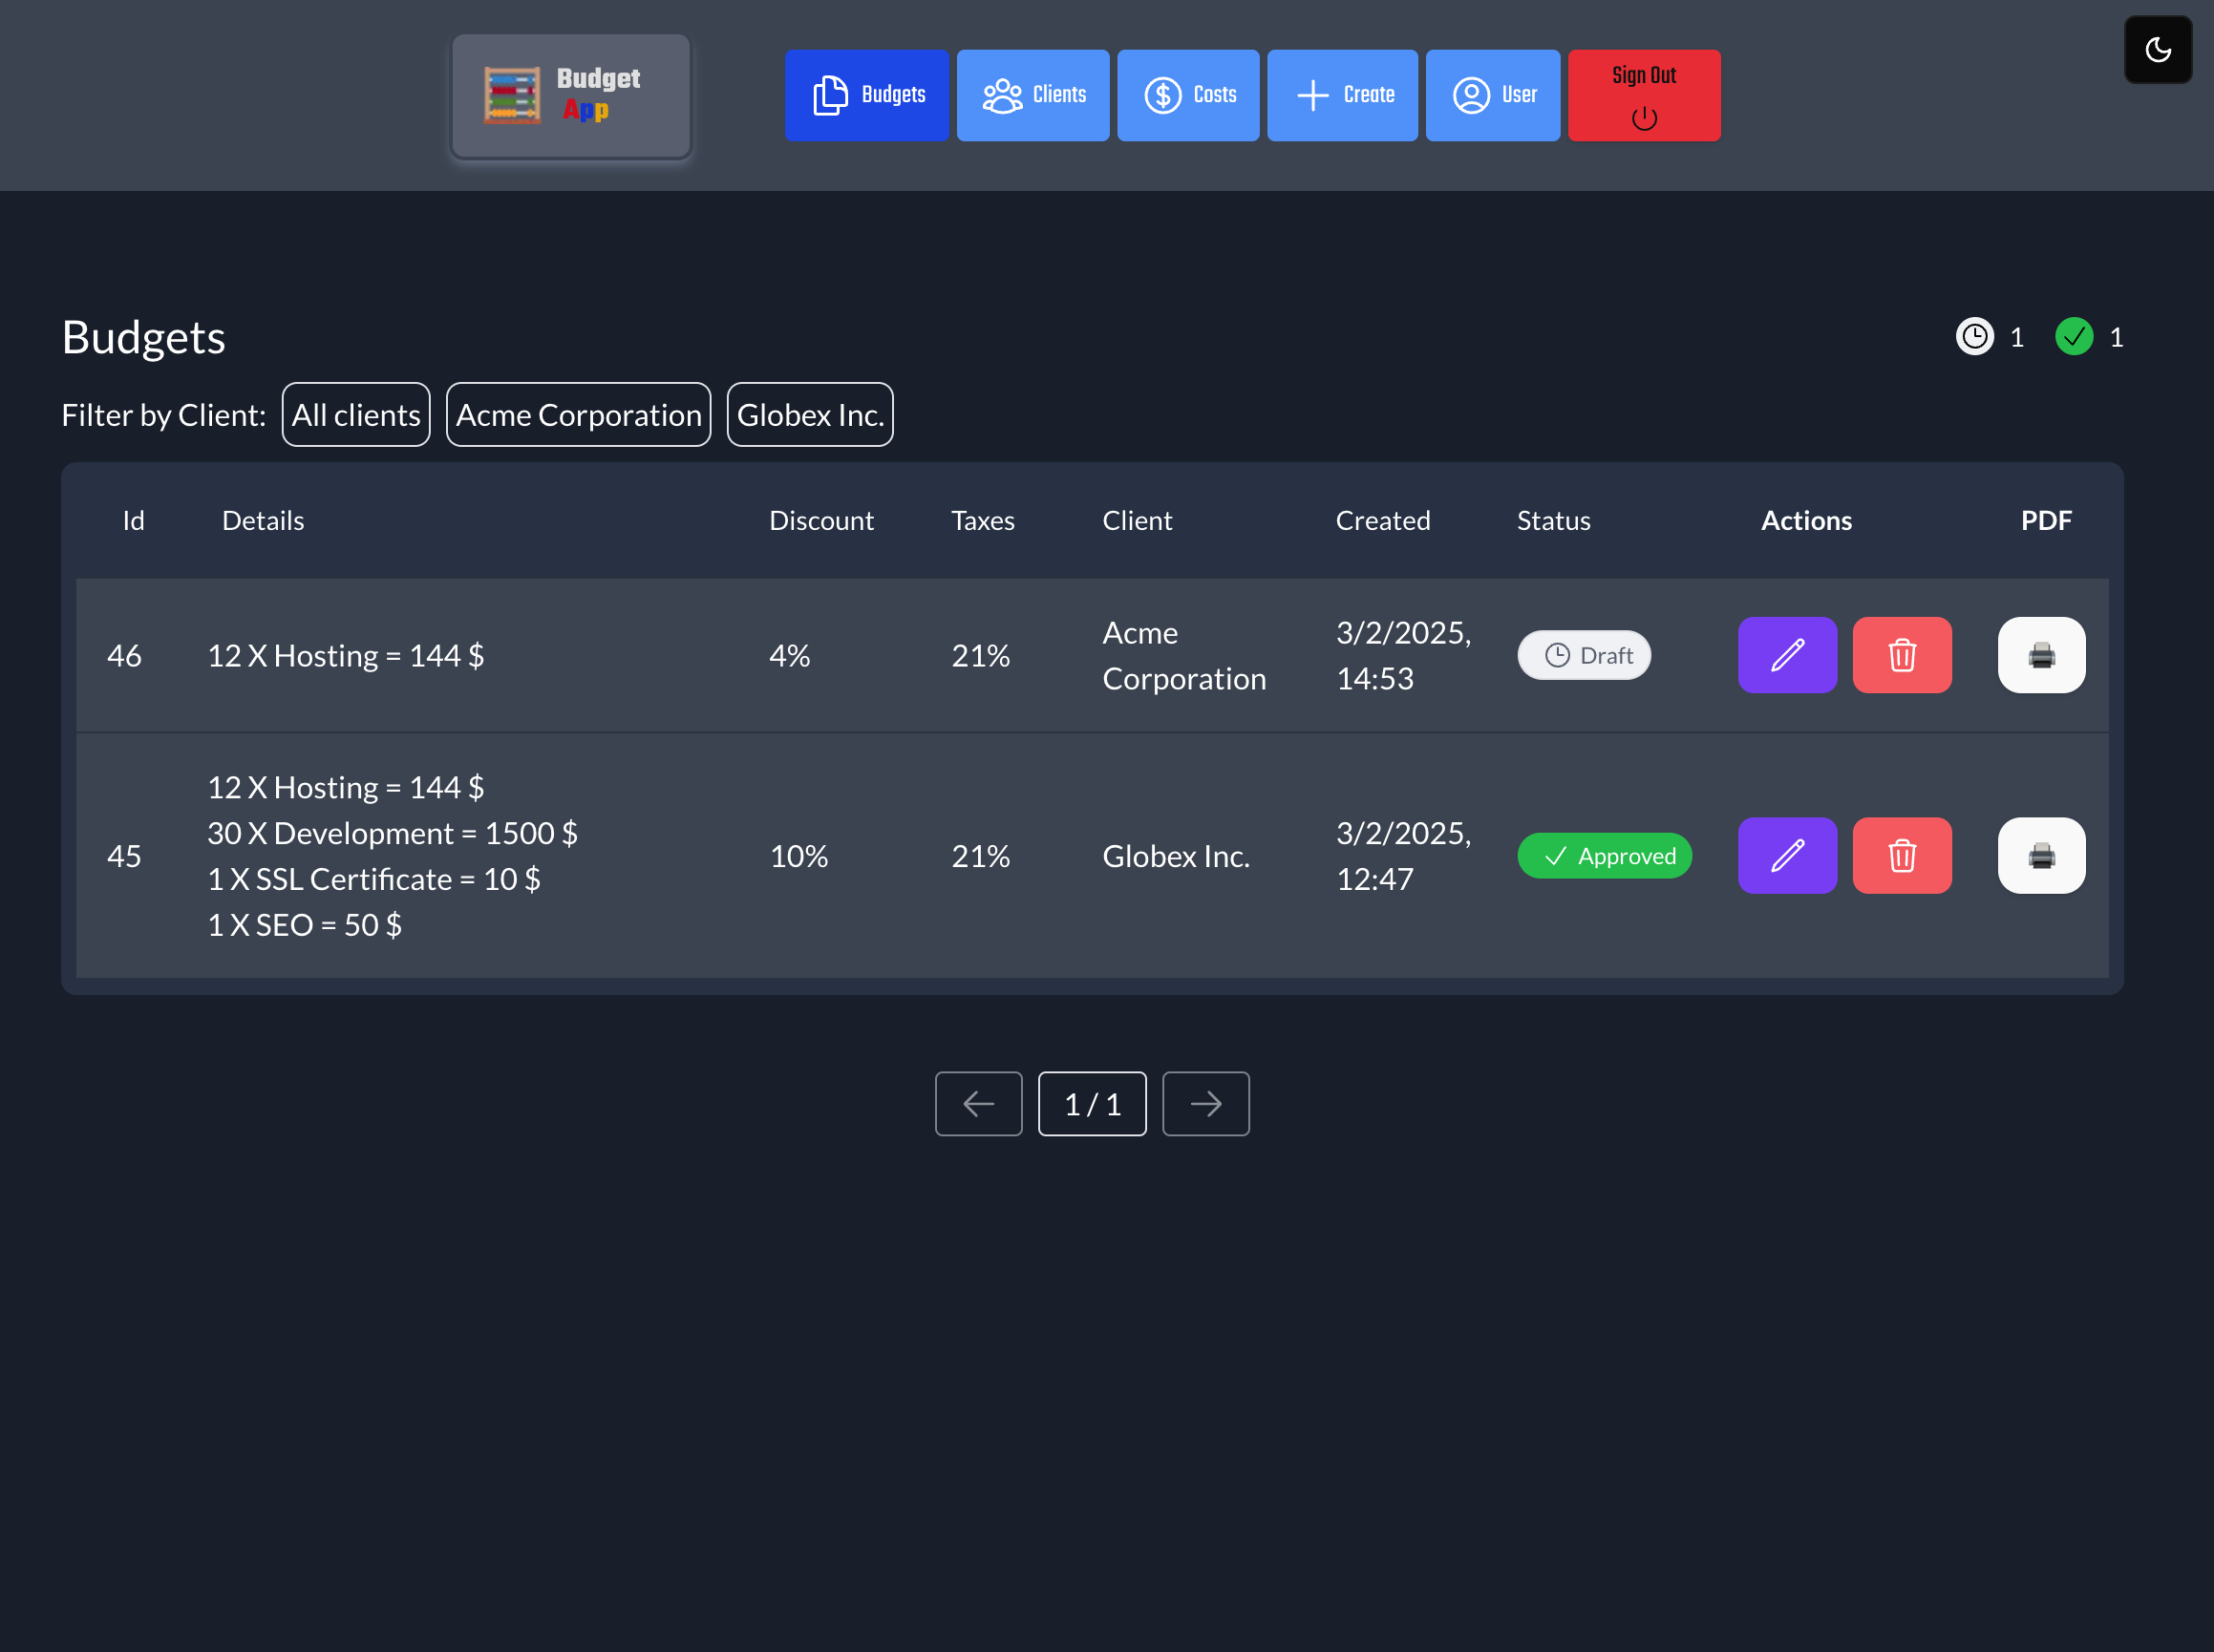 Budget
App
Budgets
Clients
Costs
Create
User
Sign Out
Budgets
1 1
Filter by Client: All clients Acme Corporation Globex Inc.
Id Details Discount Taxes Client Created Status Actions PDF
46 12 X Hosting = 144 $ 4% 21% Acme Corporation 3/2/2025, 14:53 Draft
45 12 X Hosting = 144 $
30 X Development = 1500 $
1 X SSL Certificate = 10 $
1 X SEO = 50 $
10% 21% Globex Inc. 3/2/2025, 12:47 Approved
1 / 1